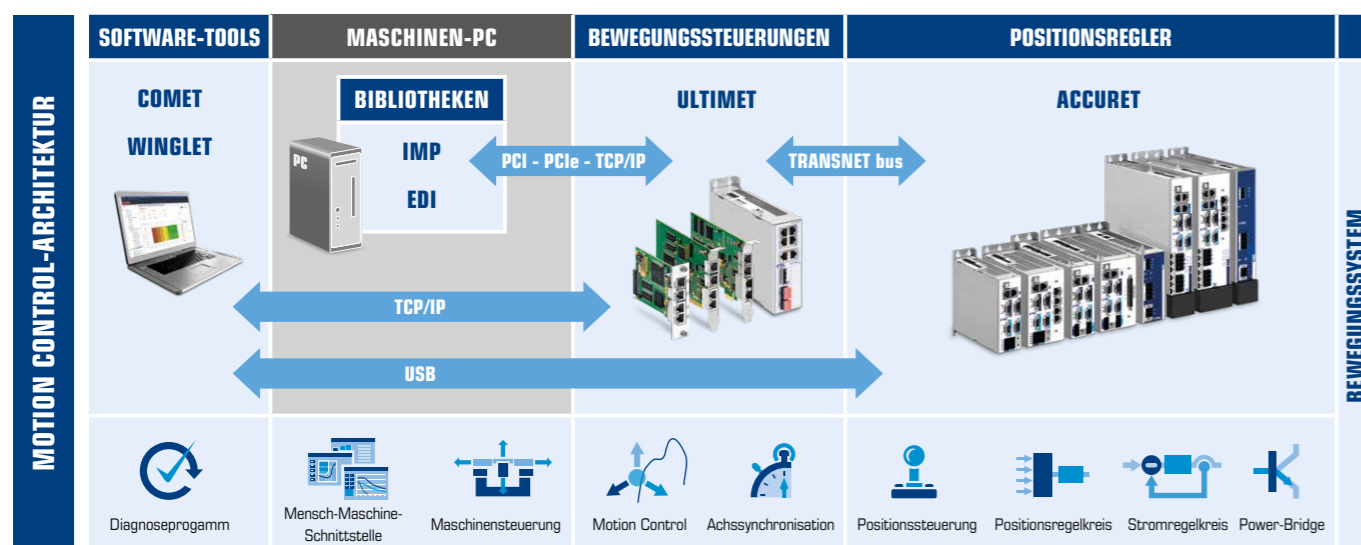 MOTION CONTROL-ARCHITEKTUR
SOFTWARE-TOOLS
MASCHINEN-PC
BEWEGUNGSSTEUERUNGEN
POSITIONSREGLER
COMET
WINGLET
BIBLIOTHEKEN
IMP
EDI
PC
ULTIMET
ACCURET
PCI - PCIe - TCP/IP
TRANSNET bus
TCP/IP
USB
BEWEGUNGSSYSTEM
Diagnoseprogamm
Mensch-Maschine-
Schnittstelle
Maschinensteuerung
Motion Control
Achssynchronisation
Positionssteuerung
Positionsregelkreis
Stromregelkreis
Power-Bridge